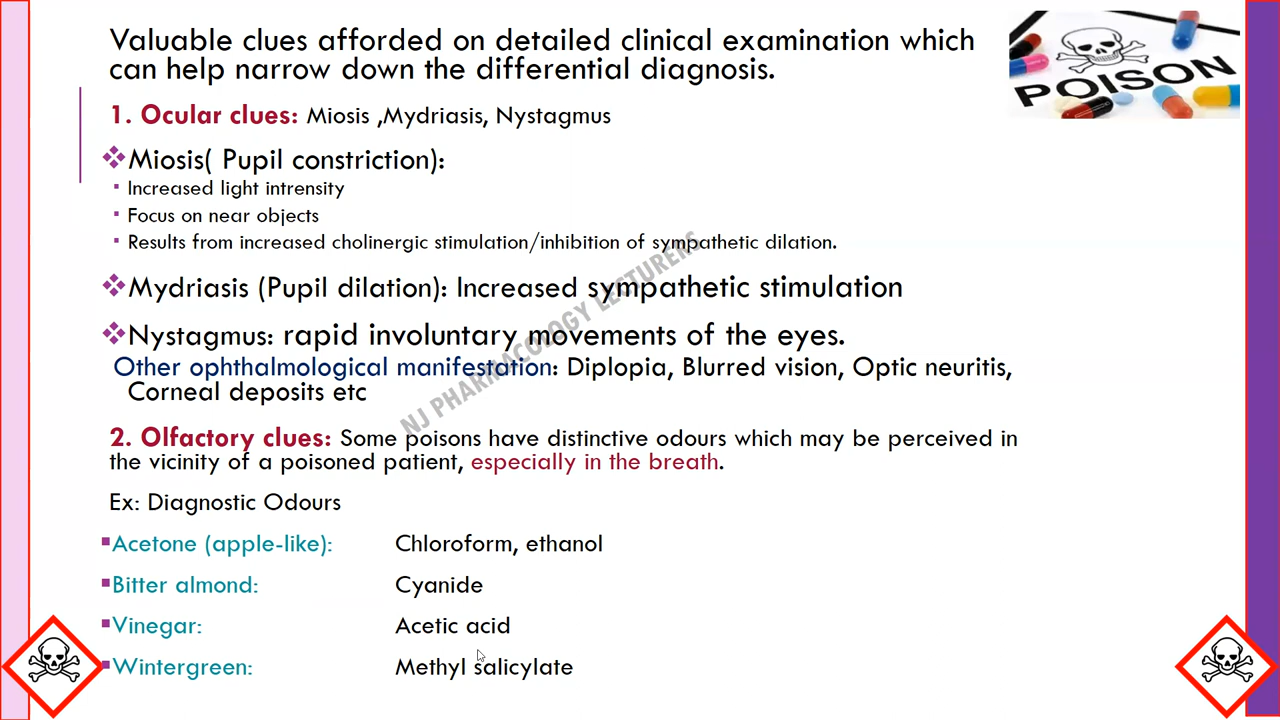 Valuable clues afforded on detailed clinical examination which
can help narrow down the differential diagnosis.
POISON
1. Ocular clues: Miosis ,Mydriasis, Nystagmus
❖Miosis( Pupil constriction):
▪ Increased light intrensity
▪ Focus on near objects
▪ Results from increased cholinergic stimulation/inhibition of sympathetic dilation.
❖Mydriasis (Pupil dilation): Increased sympathetic stimulation
❖Nystagmus: rapid involuntary movements of the eyes.
Other ophthalmological manifestation: Diplopia, Blurred vision, Optic neuritis,
Corneal deposits etc
NJ PHARMACOLOGY LECTURERS
2. Olfactory clues: Some poisons have distinctive odours which may be perceived in
the vicinity of a poisoned patient, especially in the breath.
Ex: Diagnostic Odours
▪Acetone (apple-like): Chloroform, ethanol
▪Bitter almond: Cyanide
▪Vinegar: Acetic acid
▪Wintergreen: Methyl salicylate